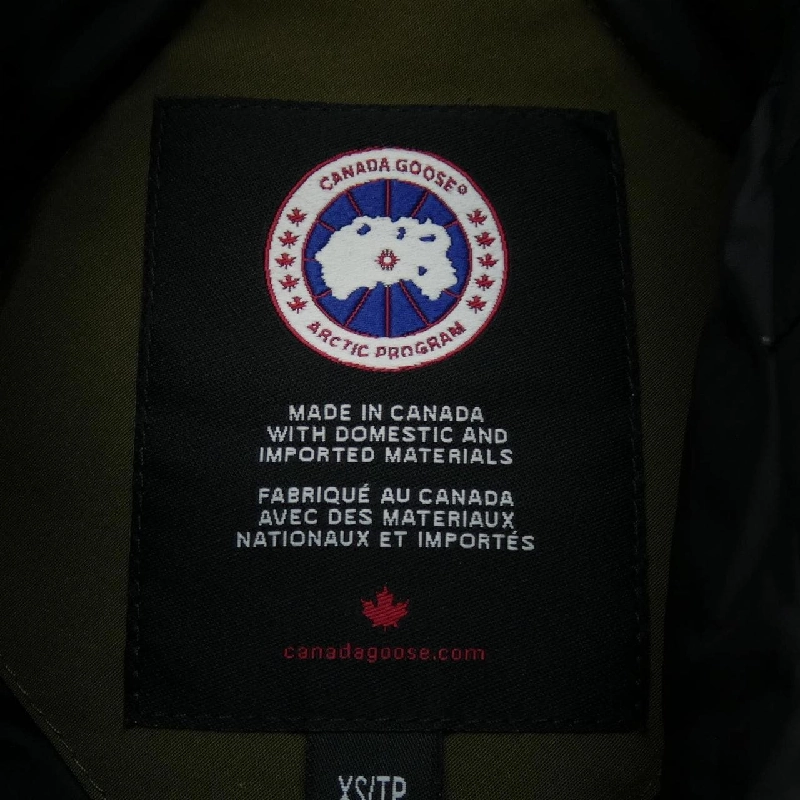 CANADA GOOSE®
ARCTIC PROGRAM
MADE IN CANADA
WITH DOMESTIC AND
IMPORTED MATERIALS
FABRIQUÉ AU CANADA
AVEC DES MATERIAUX
NATIONAUX ET IMPORTÉS
canadagoose.com
XS/TP